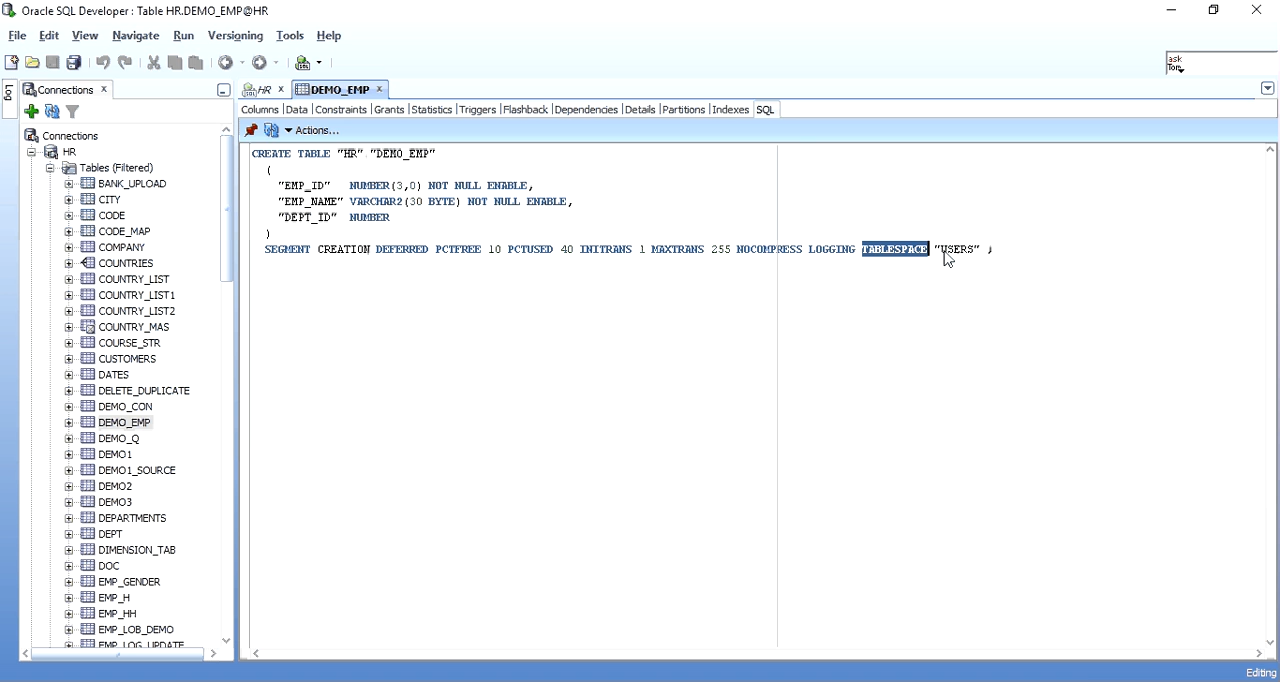 Oracle SQL Developer : Table HR.DEMO_EMP@HR
File Edit View Navigate Run Versioning Tools Help
ask
Tom
Log
Connections
HR
DEMO_EMP
Columns Data Constraints Grants Statistics Triggers Flashback Dependencies Details Partitions Indexes SQL
Actions...
Connections
HR
Tables (Filtered)
BANK_UPLOAD
CITY
CODE
CODE_MAP
COMPANY
COUNTRIES
COUNTRY_LIST
COUNTRY_LIST1
COUNTRY_LIST2
COUNTRY_MAS
COURSE_STR
CUSTOMERS
DATES
DELETE_DUPLICATE
DEMO_CON
DEMO_EMP
DEMO_Q
DEMO1
DEMO1_SOURCE
DEMO2
DEMO3
DEPARTMENTS
DEPT
DIMENSION_TAB
DOC
EMP_GENDER
EMP_H
EMP_HH
EMP_LOB_DEMO
EMP_LOG_UPDATE
CREATE TABLE "HR"."DEMO_EMP"
(
"EMP_ID" NUMBER(3,0) NOT NULL ENABLE,
"EMP_NAME" VARCHAR2(30 BYTE) NOT NULL ENABLE,
"DEPT_ID" NUMBER
)
SEGMENT CREATION DEFERRED PCTFREE 10 PCTUSED 40 INITRANS 1 MAXTRANS 255 NOCOMPRESS LOGGING TABLESPACE "USERS" ;
Editing